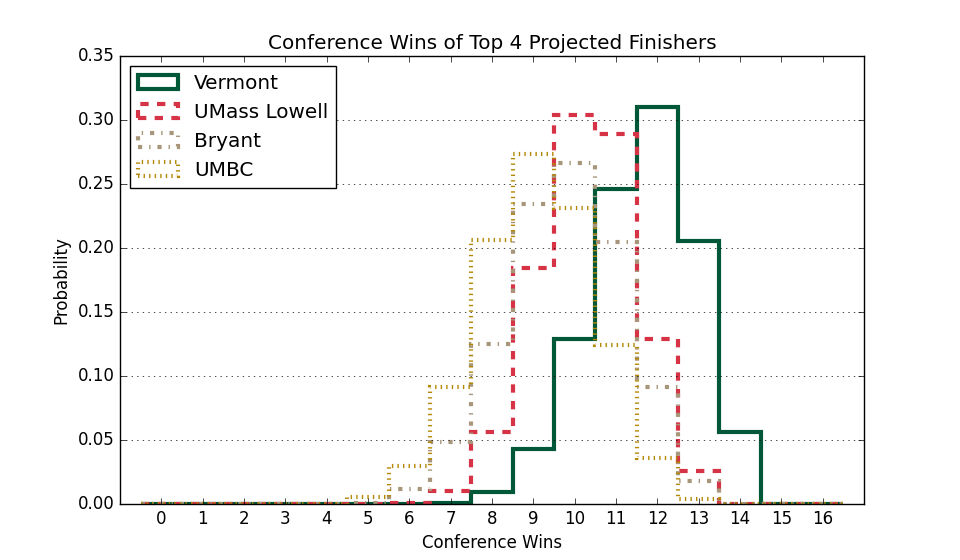 Conference Wins of Top 4 Projected Finishers
0.35
0.30
0.25
0.20
0.15
0.10
0.05
0.00
Probability
Vermont
UMass Lowell
Bryant
UMBC
0 1 2 3 4 5 6 7 8 9 10 11 12 13 14 15 16
Conference Wins